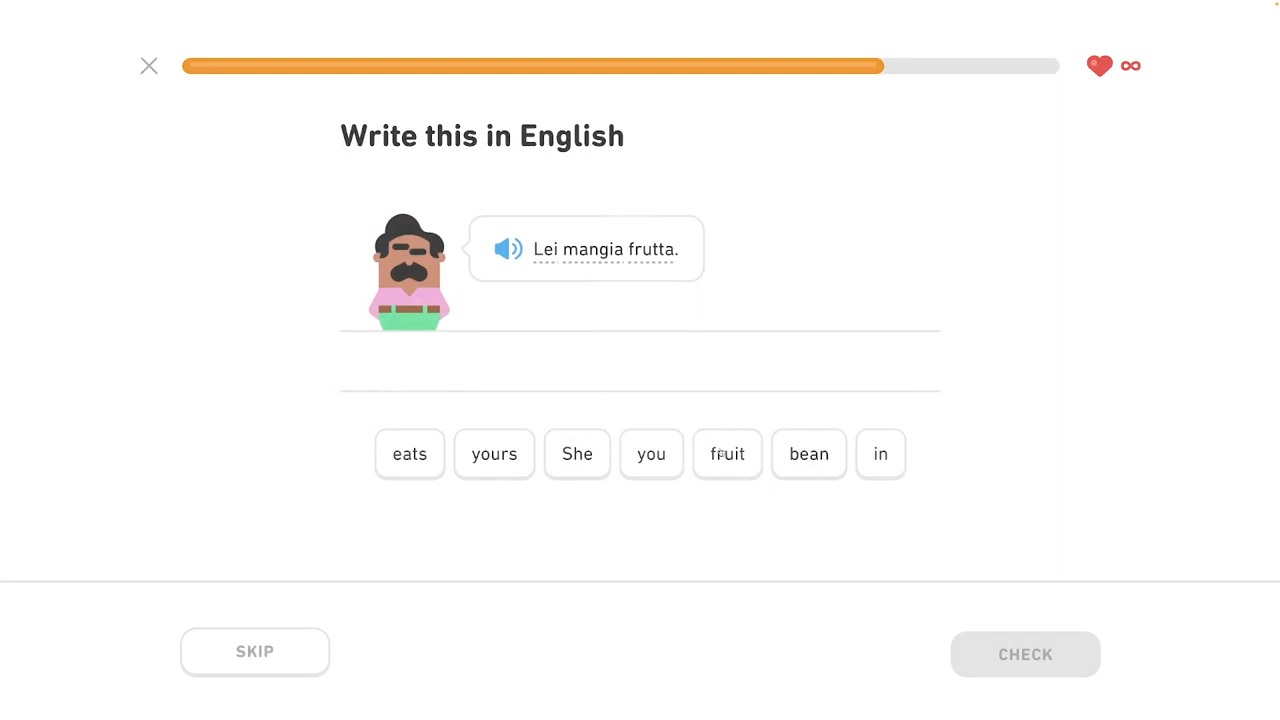 ∞
Write this in English
Lei mangia frutta.
eats yours She you fruit bean in
SKIP CHECK